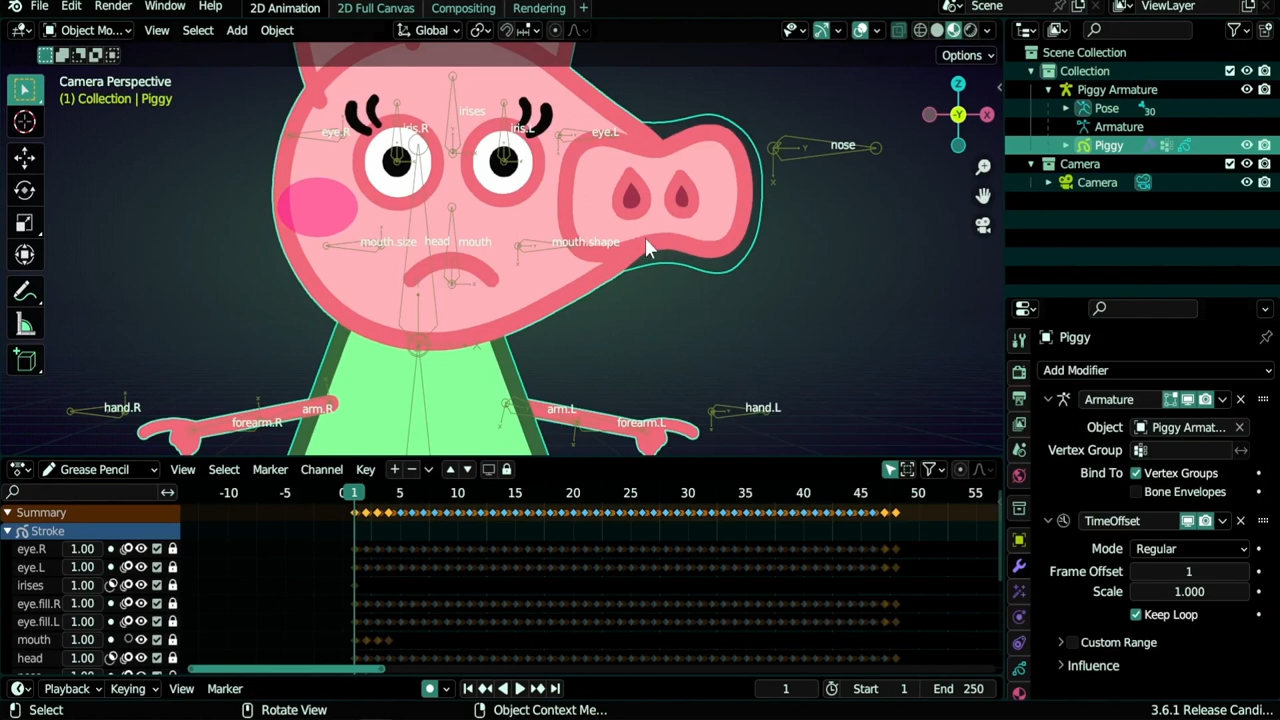 File Edit Render Window Help 2D Animation 2D Full Canvas Compositing Rendering + Scene ViewLayer
Object Mo... View Select Add Object Global
Options
Camera Perspective
(1) Collection | Piggy
Z
-Y X
irises
eye.R iris.R iris.L eye.L
Y nose
X
mouth.size head mouth mouth.shape
hand.R arm.R arm.L hand.L
forearm.R forearm.L
Scene Collection
Collection
Piggy Armature
Pose 30
Armature
Piggy
Camera
Camera
Piggy
Add Modifier
Armature
Object Piggy Armat...
Vertex Group
Bind To Vertex Groups
Bone Envelopes
TimeOffset
Mode Regular
Frame Offset 1
Scale 1.000
Keep Loop
Custom Range
Influence
Grease Pencil View Select Marker Channel Key
-10 -5 0 1 5 10 15 20 25 30 35 40 45 50 55
Summary
Stroke
eye.R 1.00
eye.L 1.00
irises 1.00
eye.fill.R 1.00
eye.fill.L 1.00
mouth 1.00
head 1.00
Playback Keying View Marker 1 Start 1 End 250
Select Rotate View Object Context Me... 3.6.1 Release Candi...